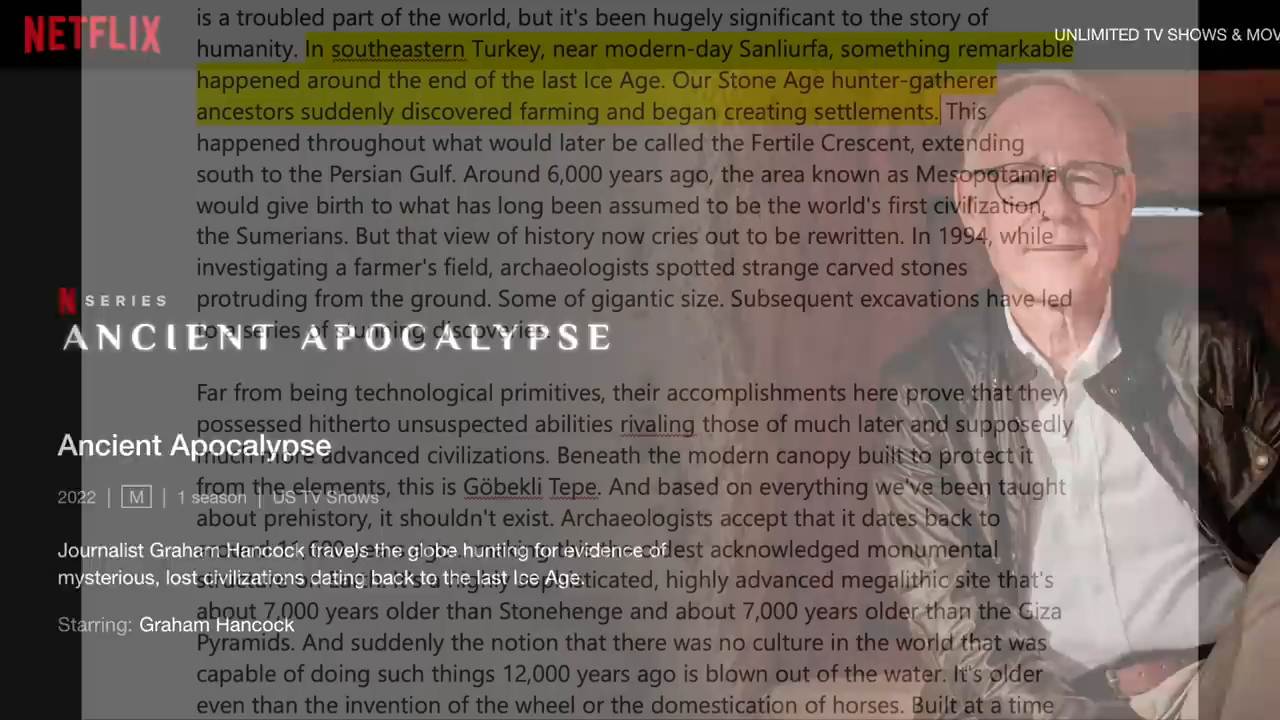 NETFLIX
UNLIMITED TV SHOWS & MOV
is a troubled part of the world, but it's been hugely significant to the story of
humanity. In southeastern Turkey, near modern-day Sanliurfa, something remarkable
happened around the end of the last Ice Age. Our Stone Age hunter-gatherer
ancestors suddenly discovered farming and began creating settlements. This
happened throughout what would later be called the Fertile Crescent, extending
south to the Persian Gulf. Around 6,000 years ago, the area known as Mesopotamia
would give birth to what has long been assumed to be the world's first civilization,
the Sumerians. But that view of history now cries out to be rewritten. In 1994, while
investigating a farmer's field, archaeologists spotted strange carved stones
protruding from the ground. Some of gigantic size. Subsequent excavations have led
to a series of stunning discoveries.
Far from being technological primitives, their accomplishments here prove that they
possessed hitherto unsuspected abilities rivaling those of much later and supposedly
much more advanced civilizations. Beneath the modern canopy built to protect it
from the elements, this is Göbekli Tepe. And based on everything we've been taught
about prehistory, it shouldn't exist. Archaeologists accept that it dates back to
oldest acknowledged monumental
highly advanced megalithic site that's
about 7,000 years older than Stonehenge and about 7,000 years older than the Giza
Pyramids. And suddenly the notion that there was no culture in the world that was
capable of doing such things 12,000 years ago is blown out of the water. It's older
even than the invention of the wheel or the domestication of horses. Built at a time
N SERIES
ANCIENT APOCALYPSE
Ancient Apocalypse
2022 | M | 1 season | US TV Shows
Journalist Graham Hancock travels the globe hunting for evidence of
mysterious, lost civilizations dating back to the last Ice Age.
Starring: Graham Hancock